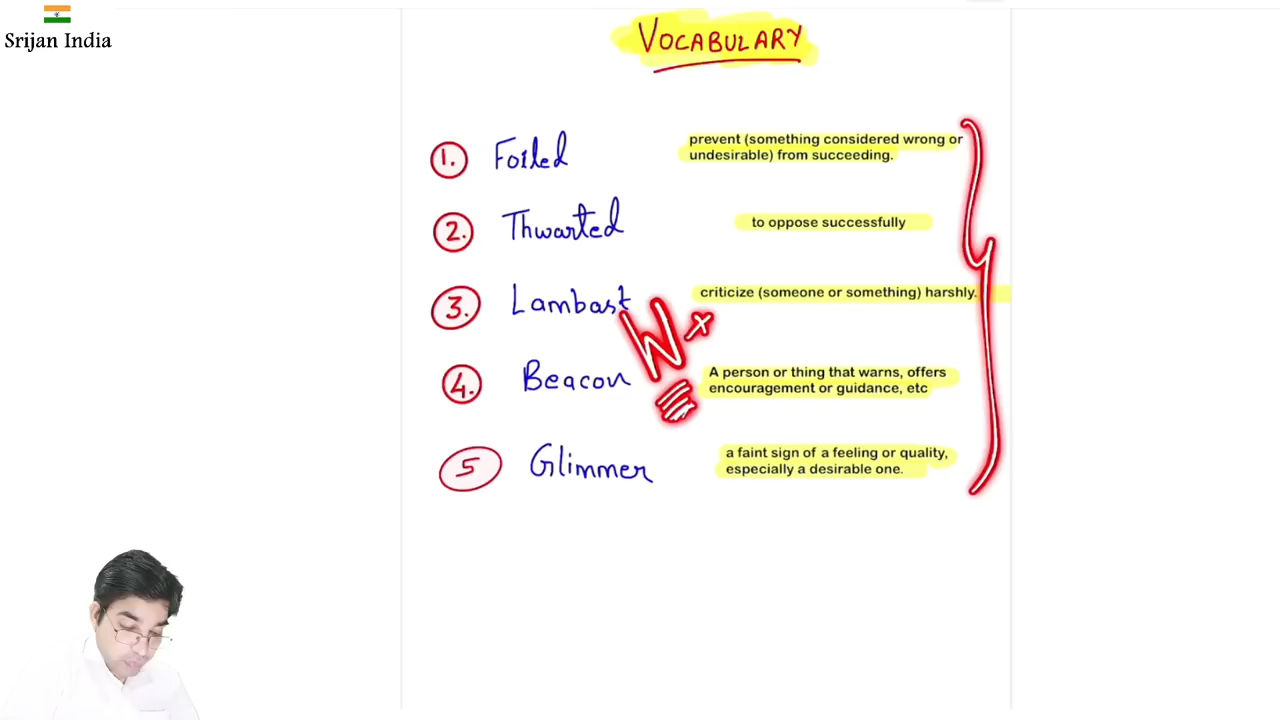 Srijan India
VOCABULARY
1. Foiled
prevent (something considered wrong or
undesirable) from succeeding.
2. Thwarted
to oppose successfully
3. Lambast
criticize (someone or something) harshly.
W x
4. Beacon
A person or thing that warns, offers
encouragement or guidance, etc
5 Glimmer
a faint sign of a feeling or quality,
especially a desirable one.